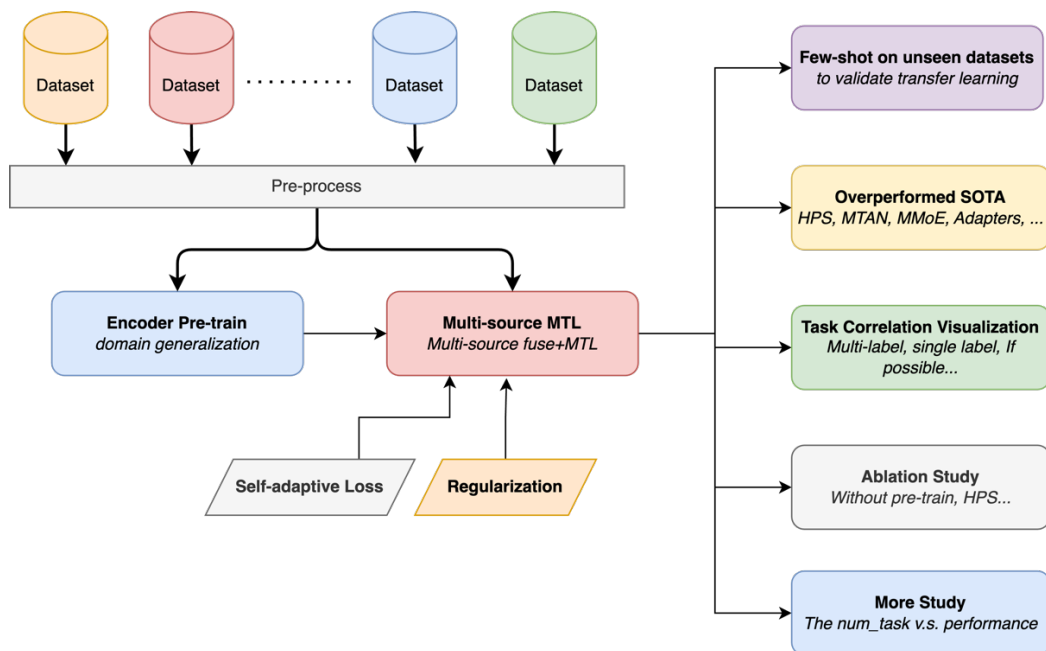 Dataset
Dataset
Dataset
Dataset
Pre-process
Encoder Pre-train
domain generalization
Multi-source MTL
Multi-source fuse+MTL
Self-adaptive Loss
Regularization
Few-shot on unseen datasets
to validate transfer learning
Overperformed SOTA
HPS, MTAN, MMoE, Adapters, ...
Task Correlation Visualization
Multi-label, single label, If
possible...
Ablation Study
Without pre-train, HPS...
More Study
The num_task v.s. performance